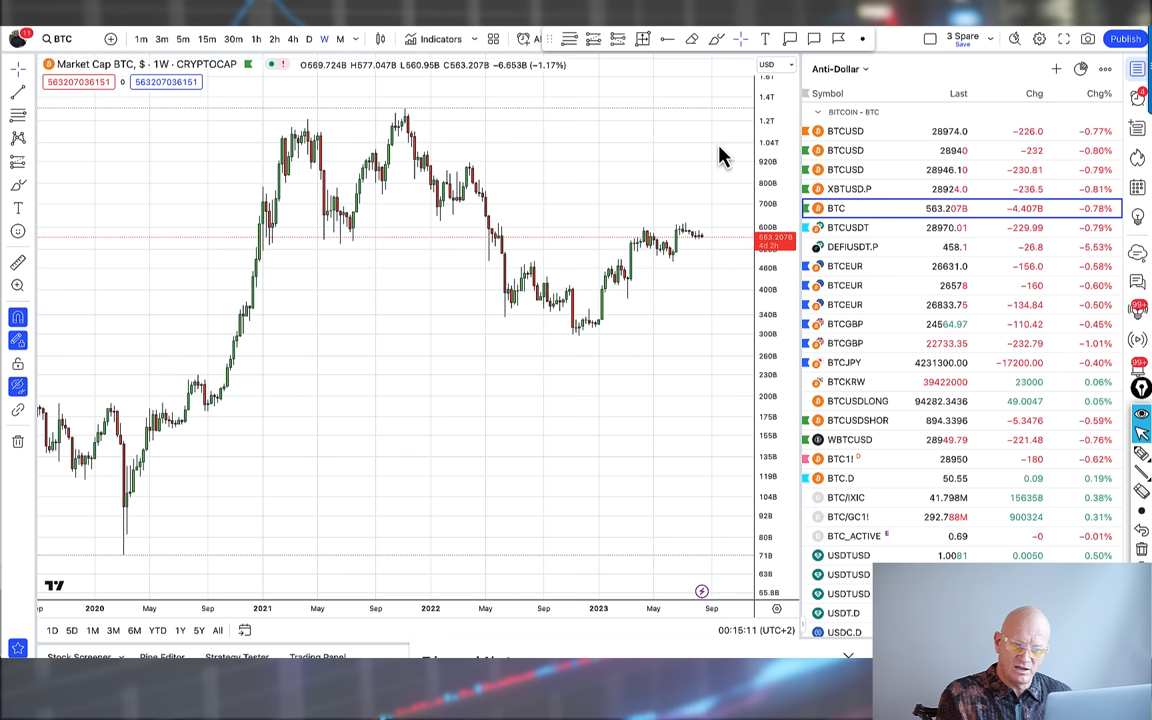 11
BTC
1m 3m 5m 15m 30m 1h 2h 4h D W M
Indicators
Al
3 Spare
Save
Publish
Market Cap BTC, $ · 1W · CRYPTOCAP
O569.724B H577.047B L560.95B C563.207B −6.653B (−1.17%)
USD
563207036151 0 563207036151
1.4T
1.2T
1.04T
920B
800B
700B
600B
563.207B
4d 2h
460B
400B
340B
300B
260B
230B
200B
175B
155B
135B
119B
104B
92B
80B
71B
63B
55.8B
2020 May Sep 2021 May Sep 2022 May Sep 2023 May Sep
1D 5D 1M 3M 6M YTD 1Y 5Y All
00:15:11 (UTC+2)
Stock Screener Pine Editor Strategy Tester Trading Panel
Anti-Dollar
Symbol Last Chg Chg%
BITCOIN - BTC
BTCUSD 28974.0 −226.0 −0.77%
BTCUSD 28940 −232 −0.80%
BTCUSD 28946.10 −230.81 −0.79%
XBTUSD.P 28924.0 −236.5 −0.81%
BTC 563.207B −4.407B −0.78%
BTCUSDT 28970.01 −229.99 −0.79%
DEFIUSDT.P 458.1 −26.8 −5.53%
BTCEUR 26631.0 −156.0 −0.58%
BTCEUR 26578 −160 −0.60%
BTCEUR 26833.75 −134.84 −0.50%
BTCGBP 24564.97 −110.42 −0.45%
BTCGBP 22733.35 −232.79 −1.01%
BTCJPY 4231300.00 −17200.00 −0.40%
BTCKRW 39422000 23000 0.06%
BTCUSDLONG 94282.3436 49.0047 0.05%
BTCUSDSHOR 894.3396 −5.3476 −0.59%
WBTCUSD 28949.79 −221.48 −0.76%
BTC1! D 28950 −180 −0.62%
BTC.D 50.55 0.09 0.19%
BTC/IXIC 41.798M 156358 0.38%
BTC/GC1! 292.788M 900324 0.31%
BTC_ACTIVE E 0.69 −0 −0.01%
USDTUSD 1.0081 0.0050 0.50%
USDTUSD
USDTUSD
USDT.D
USDC.D
4
99+
99+